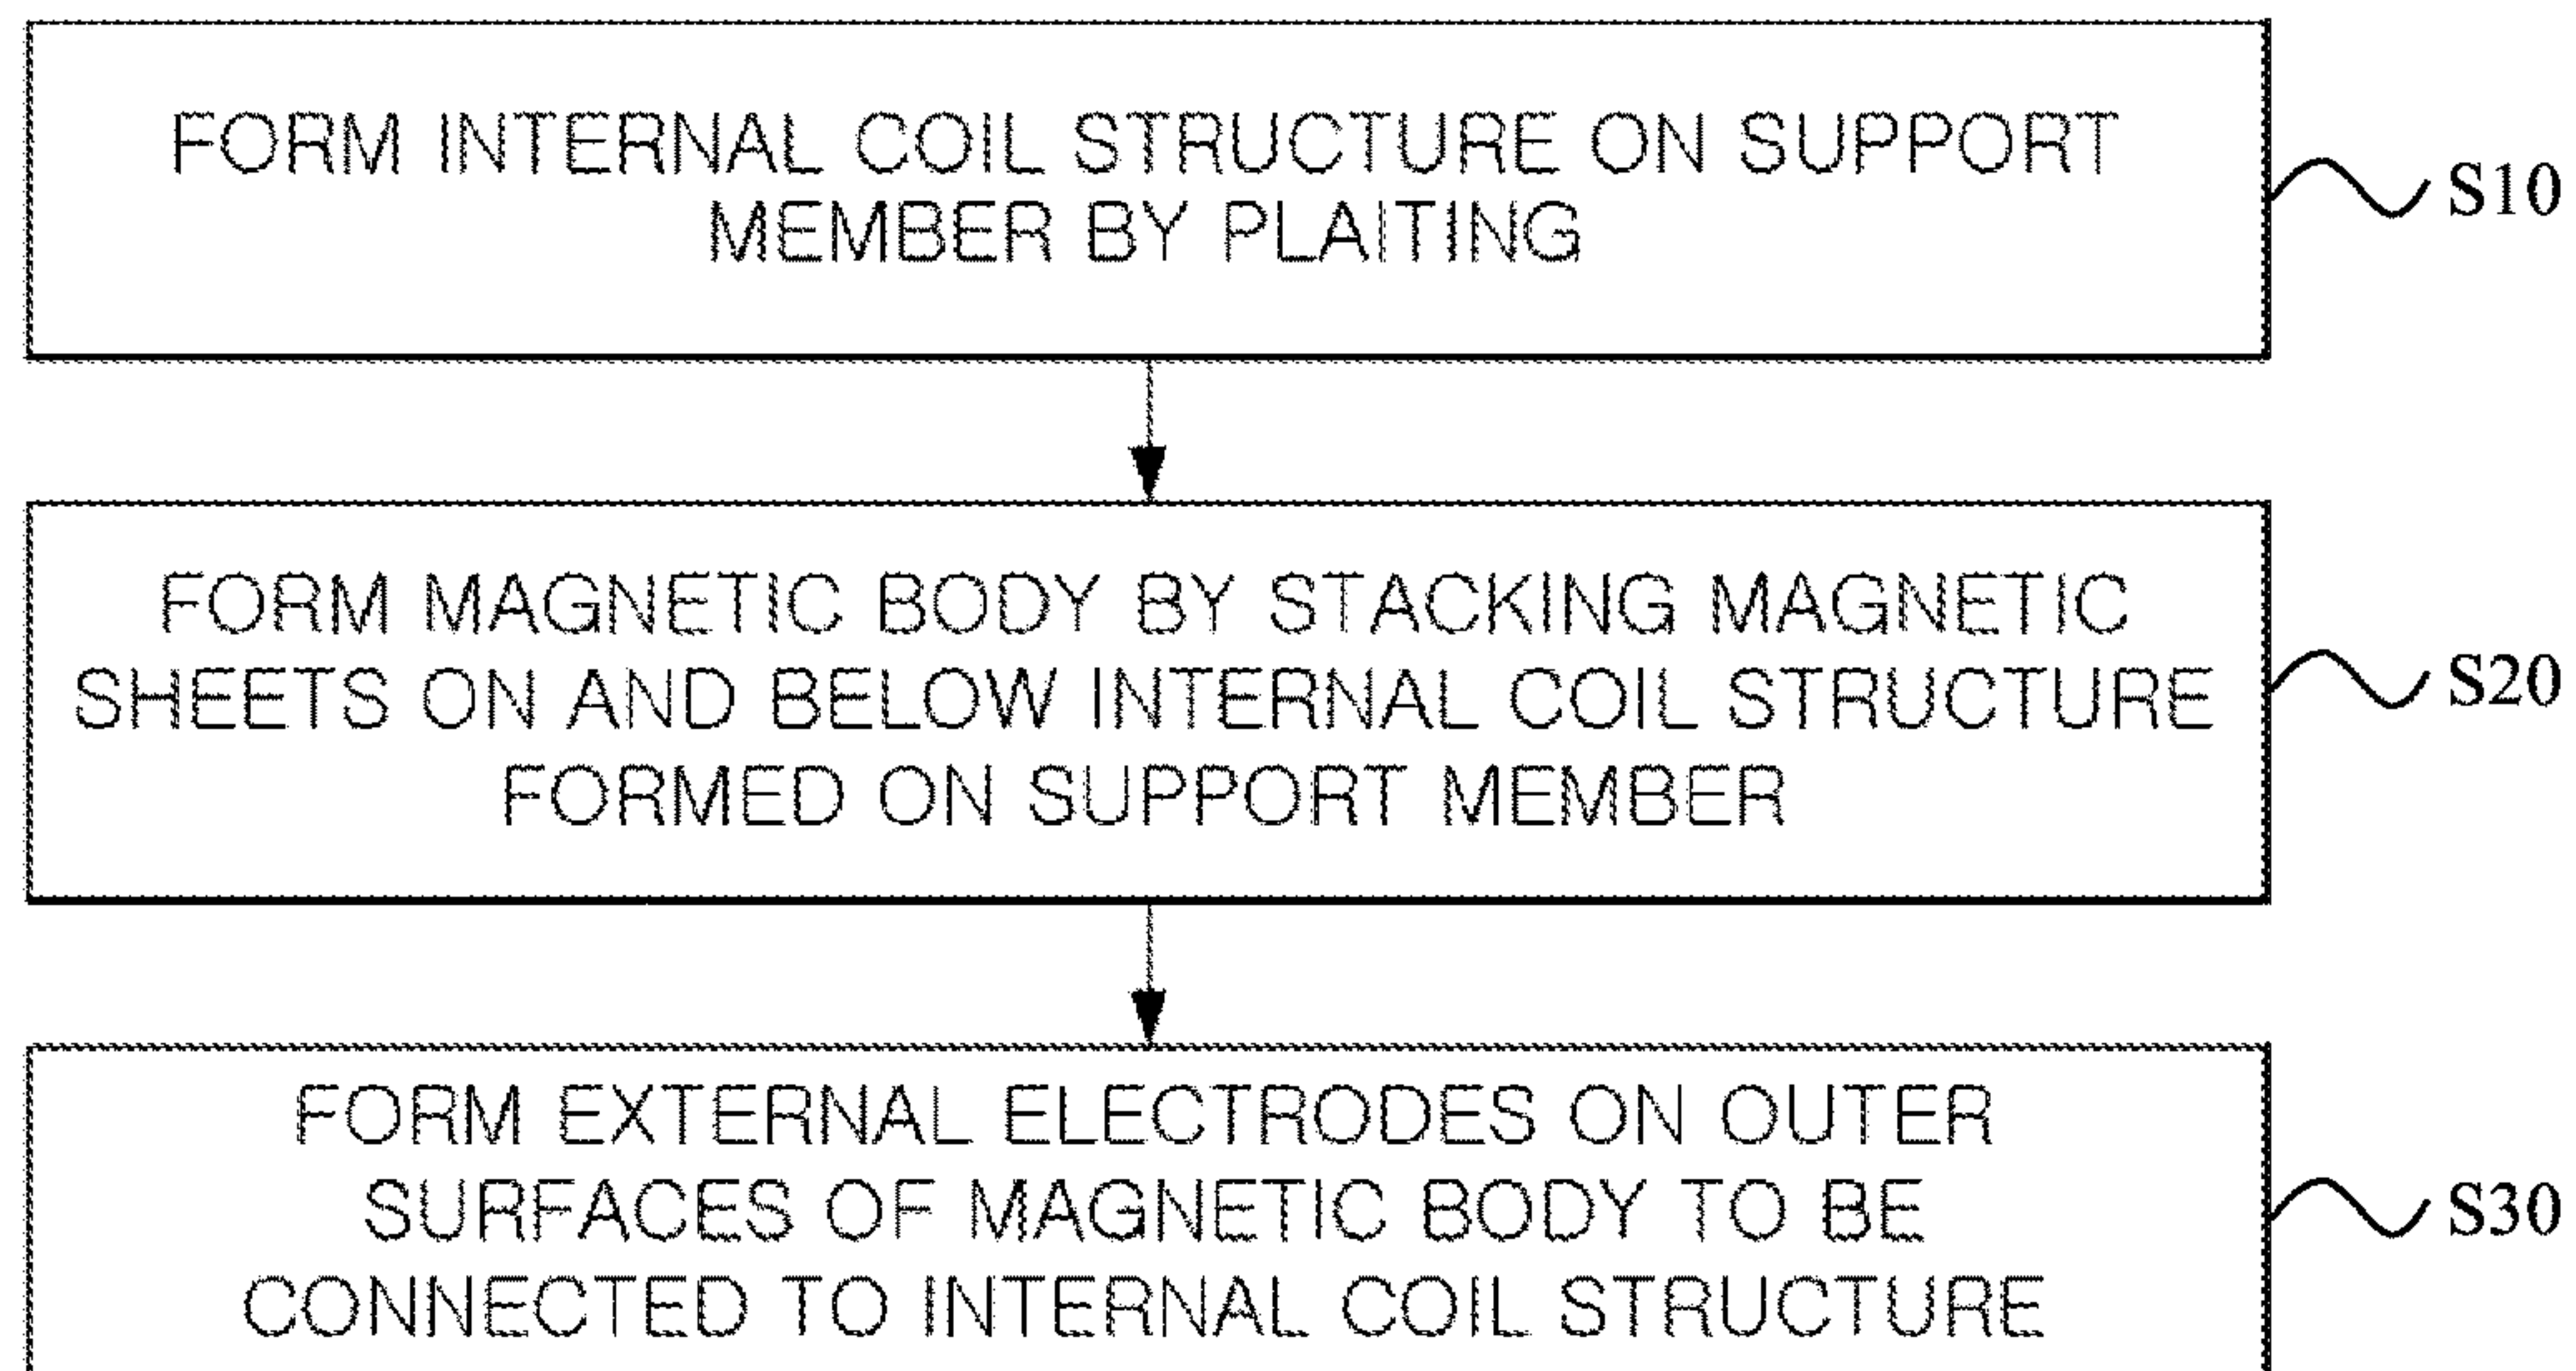 FORM INTERNAL COIL STRUCTURE ON SUPPORT
MEMBER BY PLAITING
S10
FORM MAGNETIC BODY BY STACKING MAGNETIC
SHEETS ON AND BELOW INTERNAL COIL STRUCTURE
FORMED ON SUPPORT MEMBER
S20
FORM EXTERNAL ELECTRODES ON OUTER
SURFACES OF MAGNETIC BODY TO BE
CONNECTED TO INTERNAL COIL STRUCTURE
S30